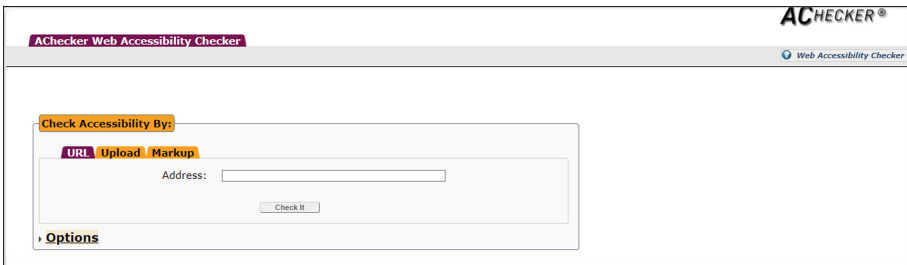 ACHECKER®
AChecker Web Accessibility Checker
Web Accessibility Checker
Check Accessibility By:
URL Upload Markup
Address:
Check It
Options